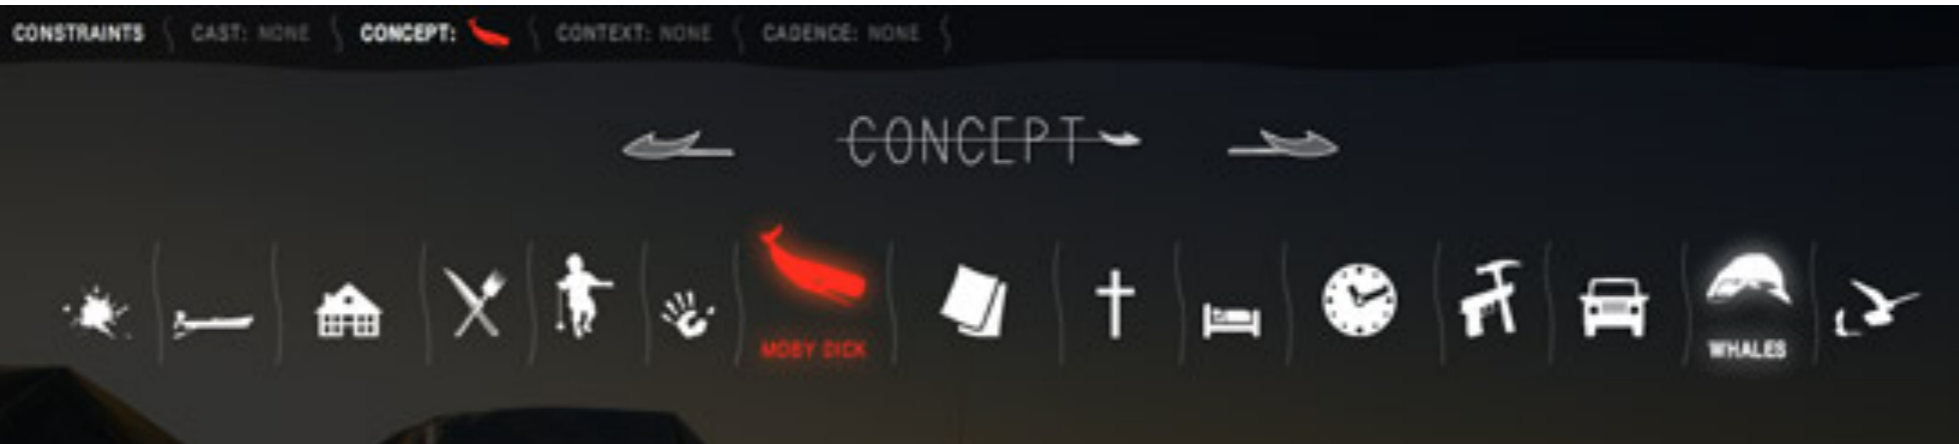 CONSTRAINTS CAST: NONE CONCEPT: CONTEXT: NONE CADENCE: NONE
CONCEPT
MOBY DICK WHALES